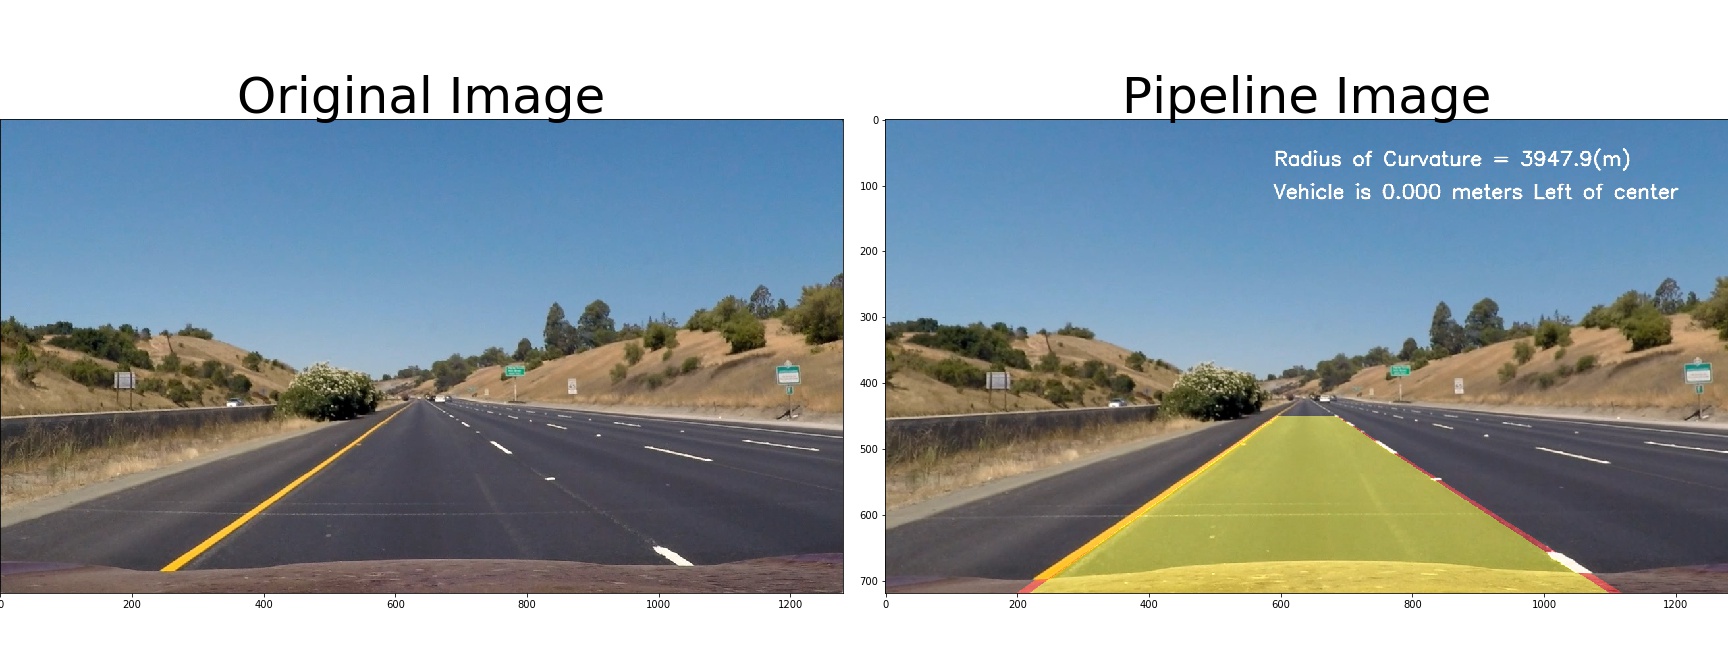 Original Image
Pipeline Image
Radius of Curvature = 3947.9(m)
Vehicle is 0.000 meters Left of center
0
100
200
300
400
500
600
700
0 200 400 600 800 1000 1200
0 200 400 600 800 1000 1200